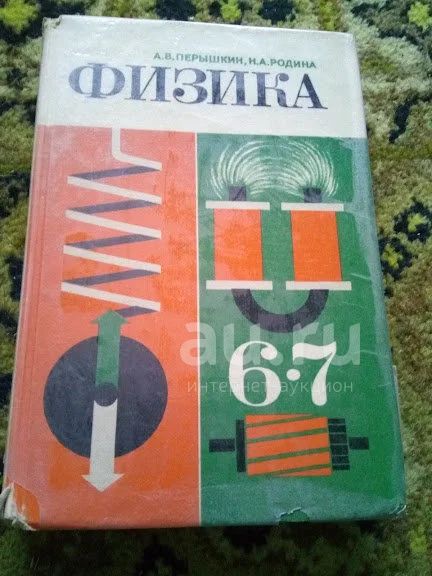 А.В.ПЕРЫШКИН, Н.А.РОДИНА
ФИЗИКА
au.ru
интернет-аукцион
6·7